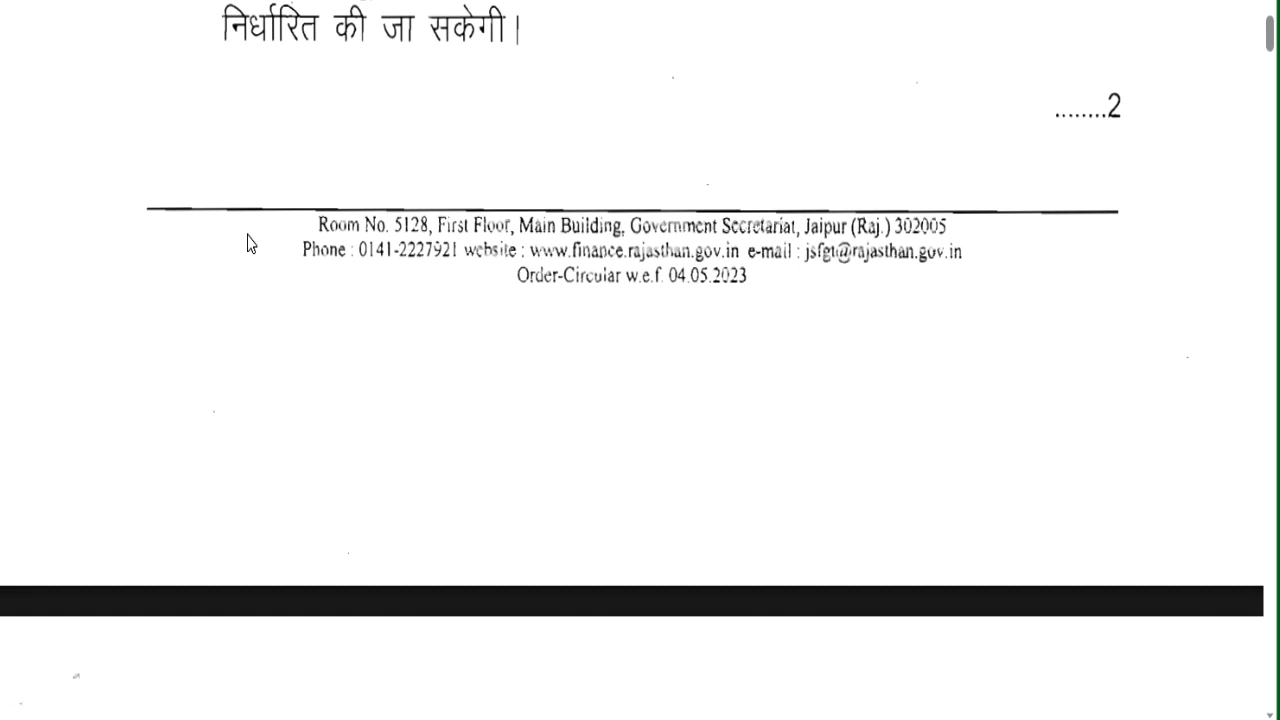 निर्धारित की जा सकेगी।
........2
Room No. 5128, First Floor, Main Building, Government Secretariat, Jaipur (Raj.) 302005
Phone : 0141-2227921 website : www.finance.rajasthan.gov.in e-mail : jsfgt@rajasthan.gov.in
Order-Circular w.e.f. 04.05.2023